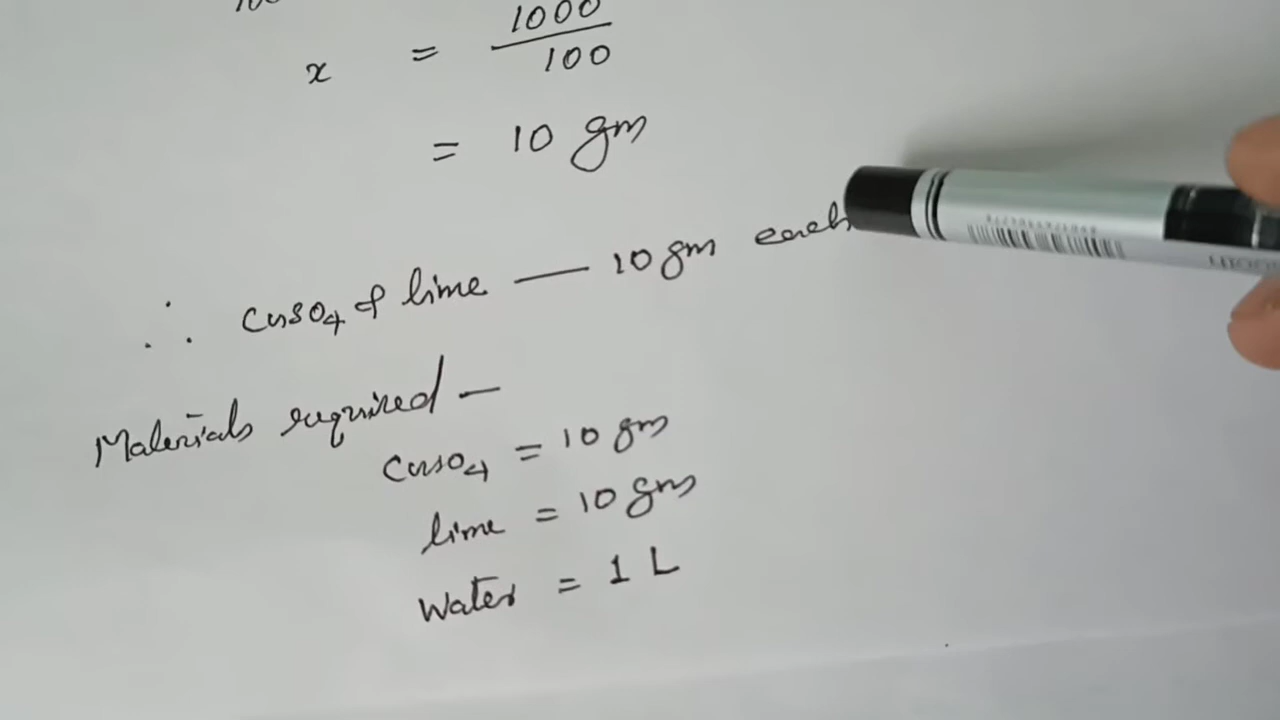 x = 1000/100
= 10 gm
∴ CuSO4 & lime — 10 gm each
Materials required —
CuSO4 = 10 gm
lime = 10 gm
Water = 1 L